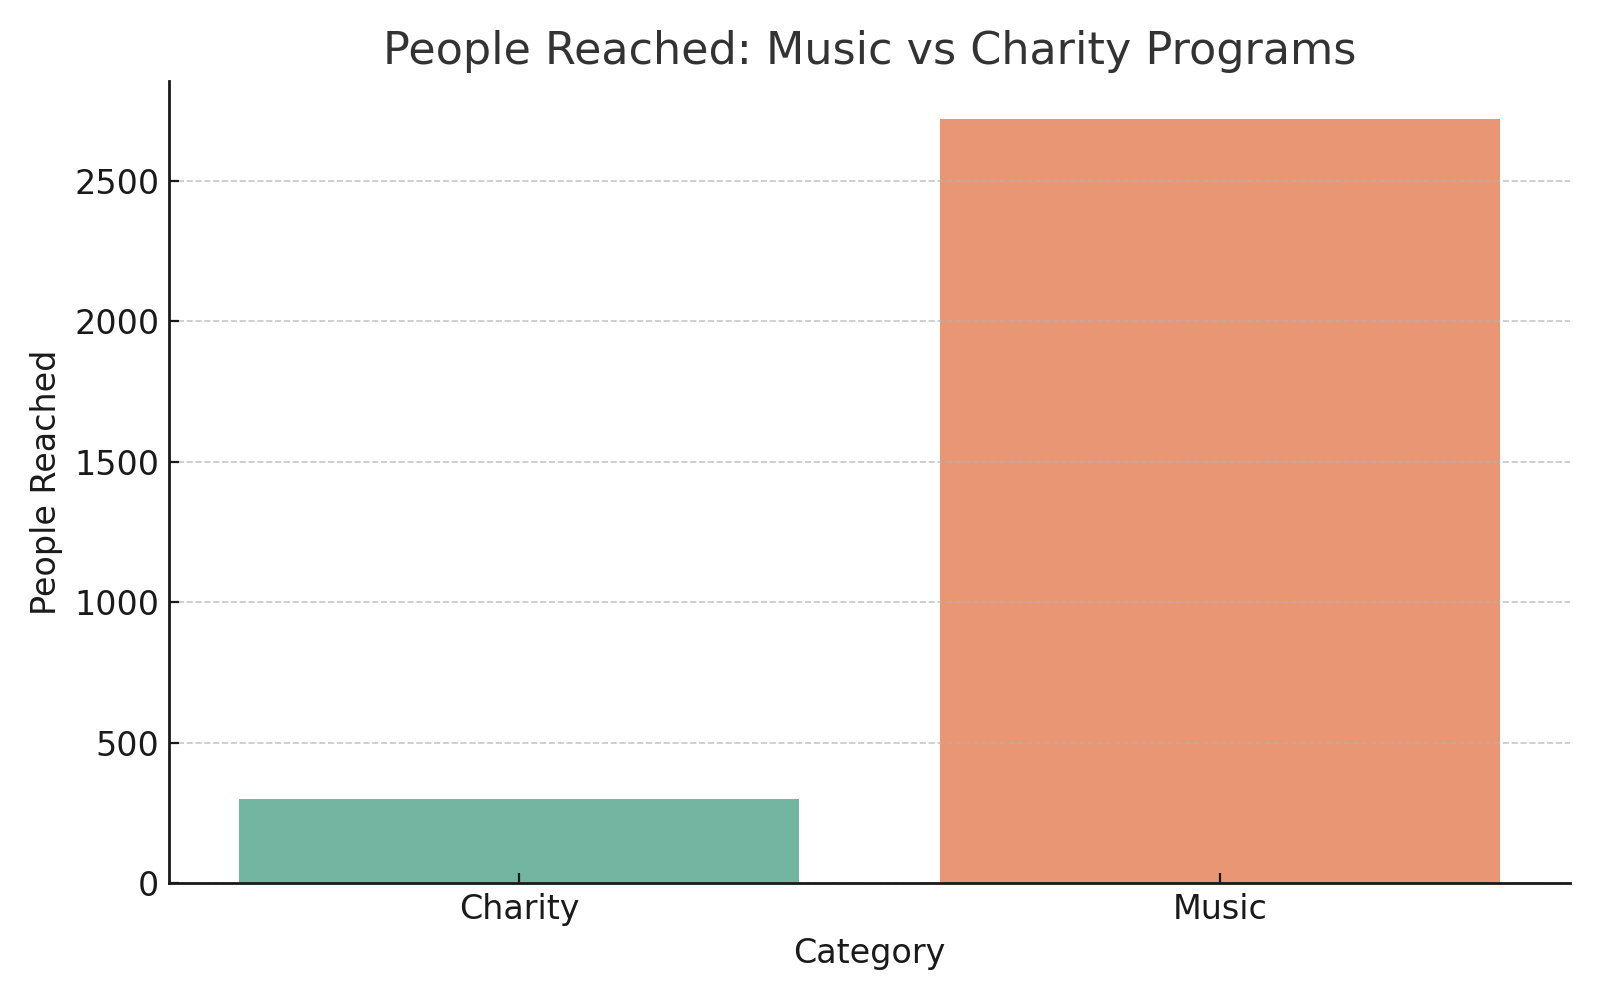 People Reached: Music vs Charity Programs
People Reached
2500
2000
1500
1000
500
0
Charity
Music
Category